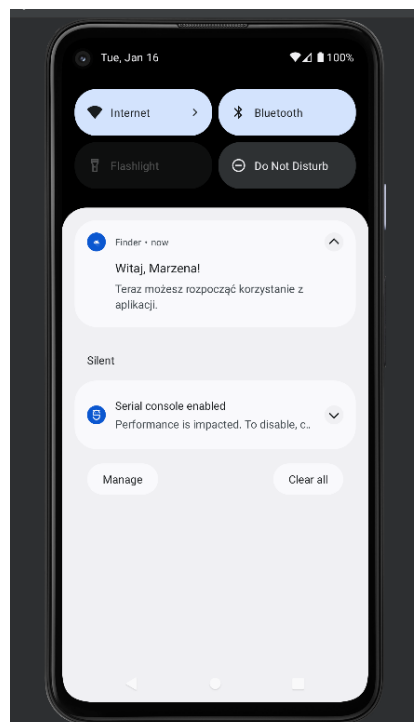 Tue, Jan 16
100%
Internet
Bluetooth
Flashlight
Do Not Disturb
Finder • now
Witaj, Marzena!
Teraz możesz rozpocząć korzystanie z
aplikacji.
Silent
Serial console enabled
Performance is impacted. To disable, c..
Manage
Clear all